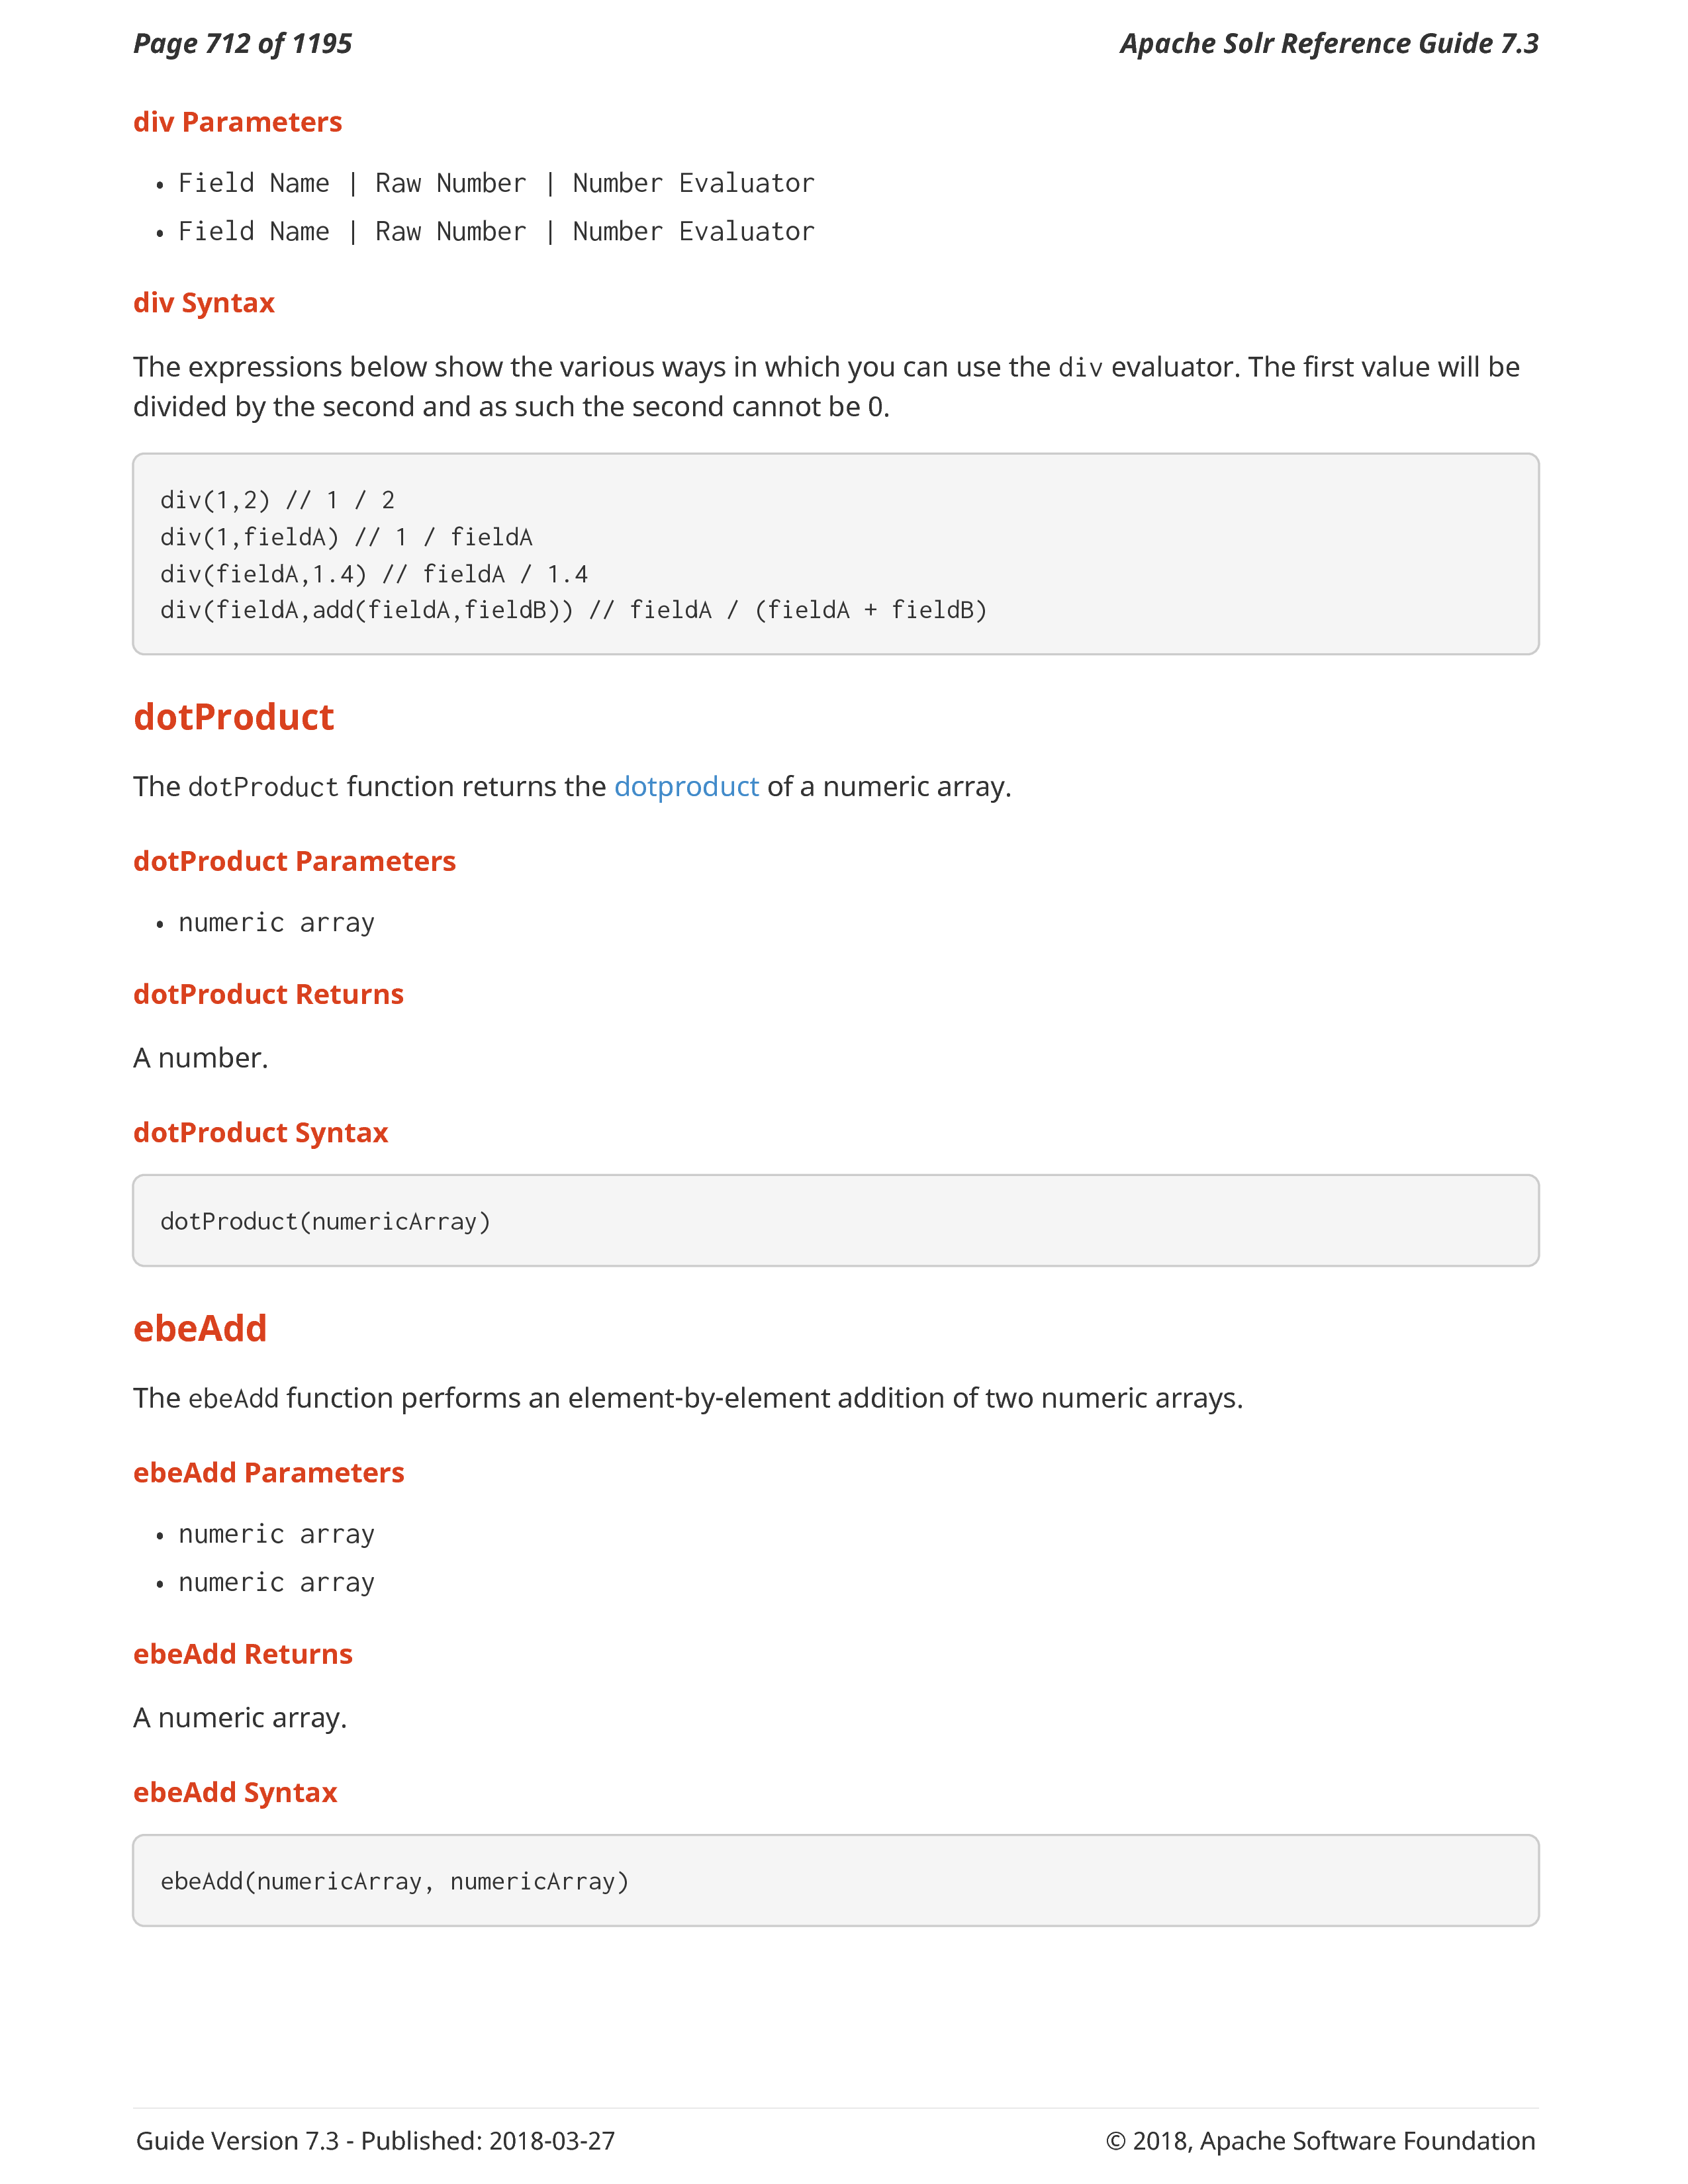 Page 712 of 1195
Apache Solr Reference Guide 7.3
div Parameters
• Field Name | Raw Number | Number Evaluator
• Field Name | Raw Number | Number Evaluator
div Syntax
The expressions below show the various ways in which you can use the div evaluator. The first value will be
divided by the second and as such the second cannot be 0.
div(1,2) // 1 / 2
div(1,fieldA) // 1 / fieldA
div(fieldA,1.4) // fieldA / 1.4
div(fieldA,add(fieldA,fieldB)) // fieldA / (fieldA + fieldB)
dotProduct
The dotProduct function returns the dotproduct of a numeric array.
dotProduct Parameters
• numeric array
dotProduct Returns
A number.
dotProduct Syntax
dotProduct(numericArray)
ebeAdd
The ebeAdd function performs an element-by-element addition of two numeric arrays.
ebeAdd Parameters
• numeric array
• numeric array
ebeAdd Returns
A numeric array.
ebeAdd Syntax
ebeAdd(numericArray, numericArray)
Guide Version 7.3 - Published: 2018-03-27
© 2018, Apache Software Foundation